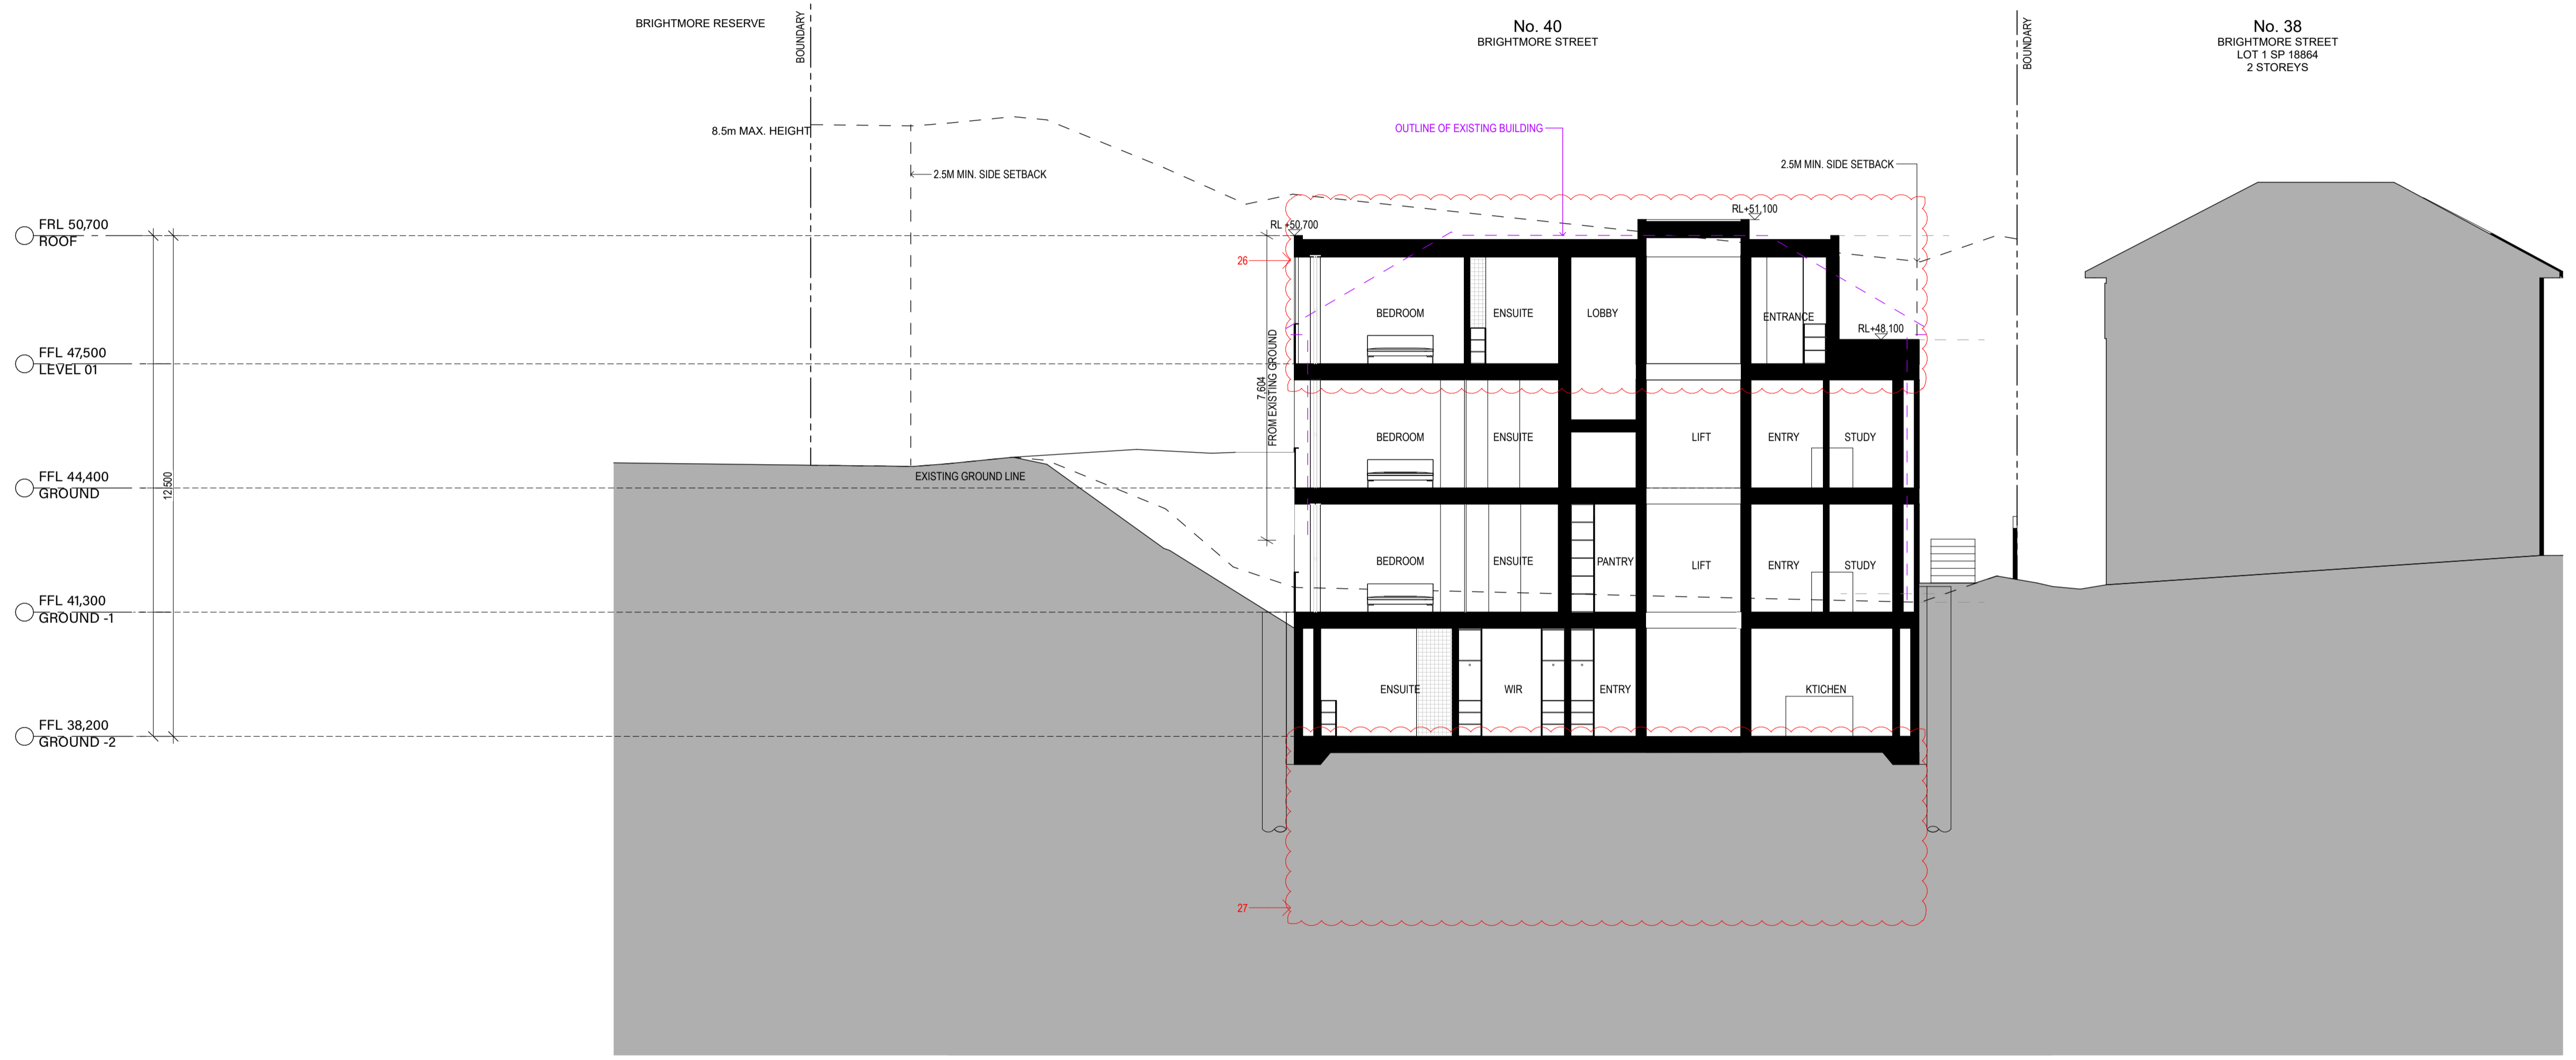 BRIGHTMORE RESERVE
BOUNDARY
No. 40
BRIGHTMORE STREET
BOUNDARY
No. 38
BRIGHTMORE STREET
LOT 1 SP 18864
2 STOREYS
8.5m MAX. HEIGHT
OUTLINE OF EXISTING BUILDING
2.5M MIN. SIDE SETBACK
2.5M MIN. SIDE SETBACK
RL+51,100
FRL 50,700
ROOF
RL +50,700
26
BEDROOM
ENSUITE
LOBBY
ENTRANCE
RL+48,100
FFL 47,500
LEVEL 01
7,604
FROM EXISTING GROUND
BEDROOM
ENSUITE
LIFT
ENTRY
STUDY
EXISTING GROUND LINE
FFL 44,400
GROUND
12,500
BEDROOM
ENSUITE
PANTRY
LIFT
ENTRY
STUDY
FFL 41,300
GROUND -1
ENSUITE
WIR
ENTRY
KTICHEN
FFL 38,200
GROUND -2
27